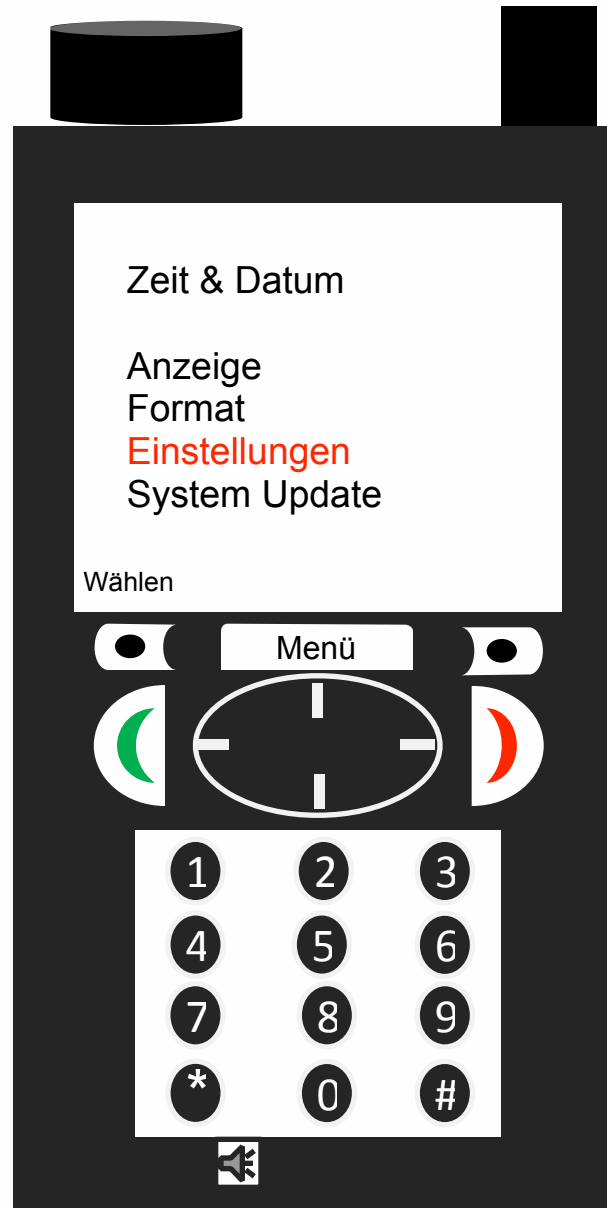 Zeit & Datum
Anzeige
Format
Einstellungen
System Update
Wählen
Menü
1 2 3
4 5 6
7 8 9
* 0 #